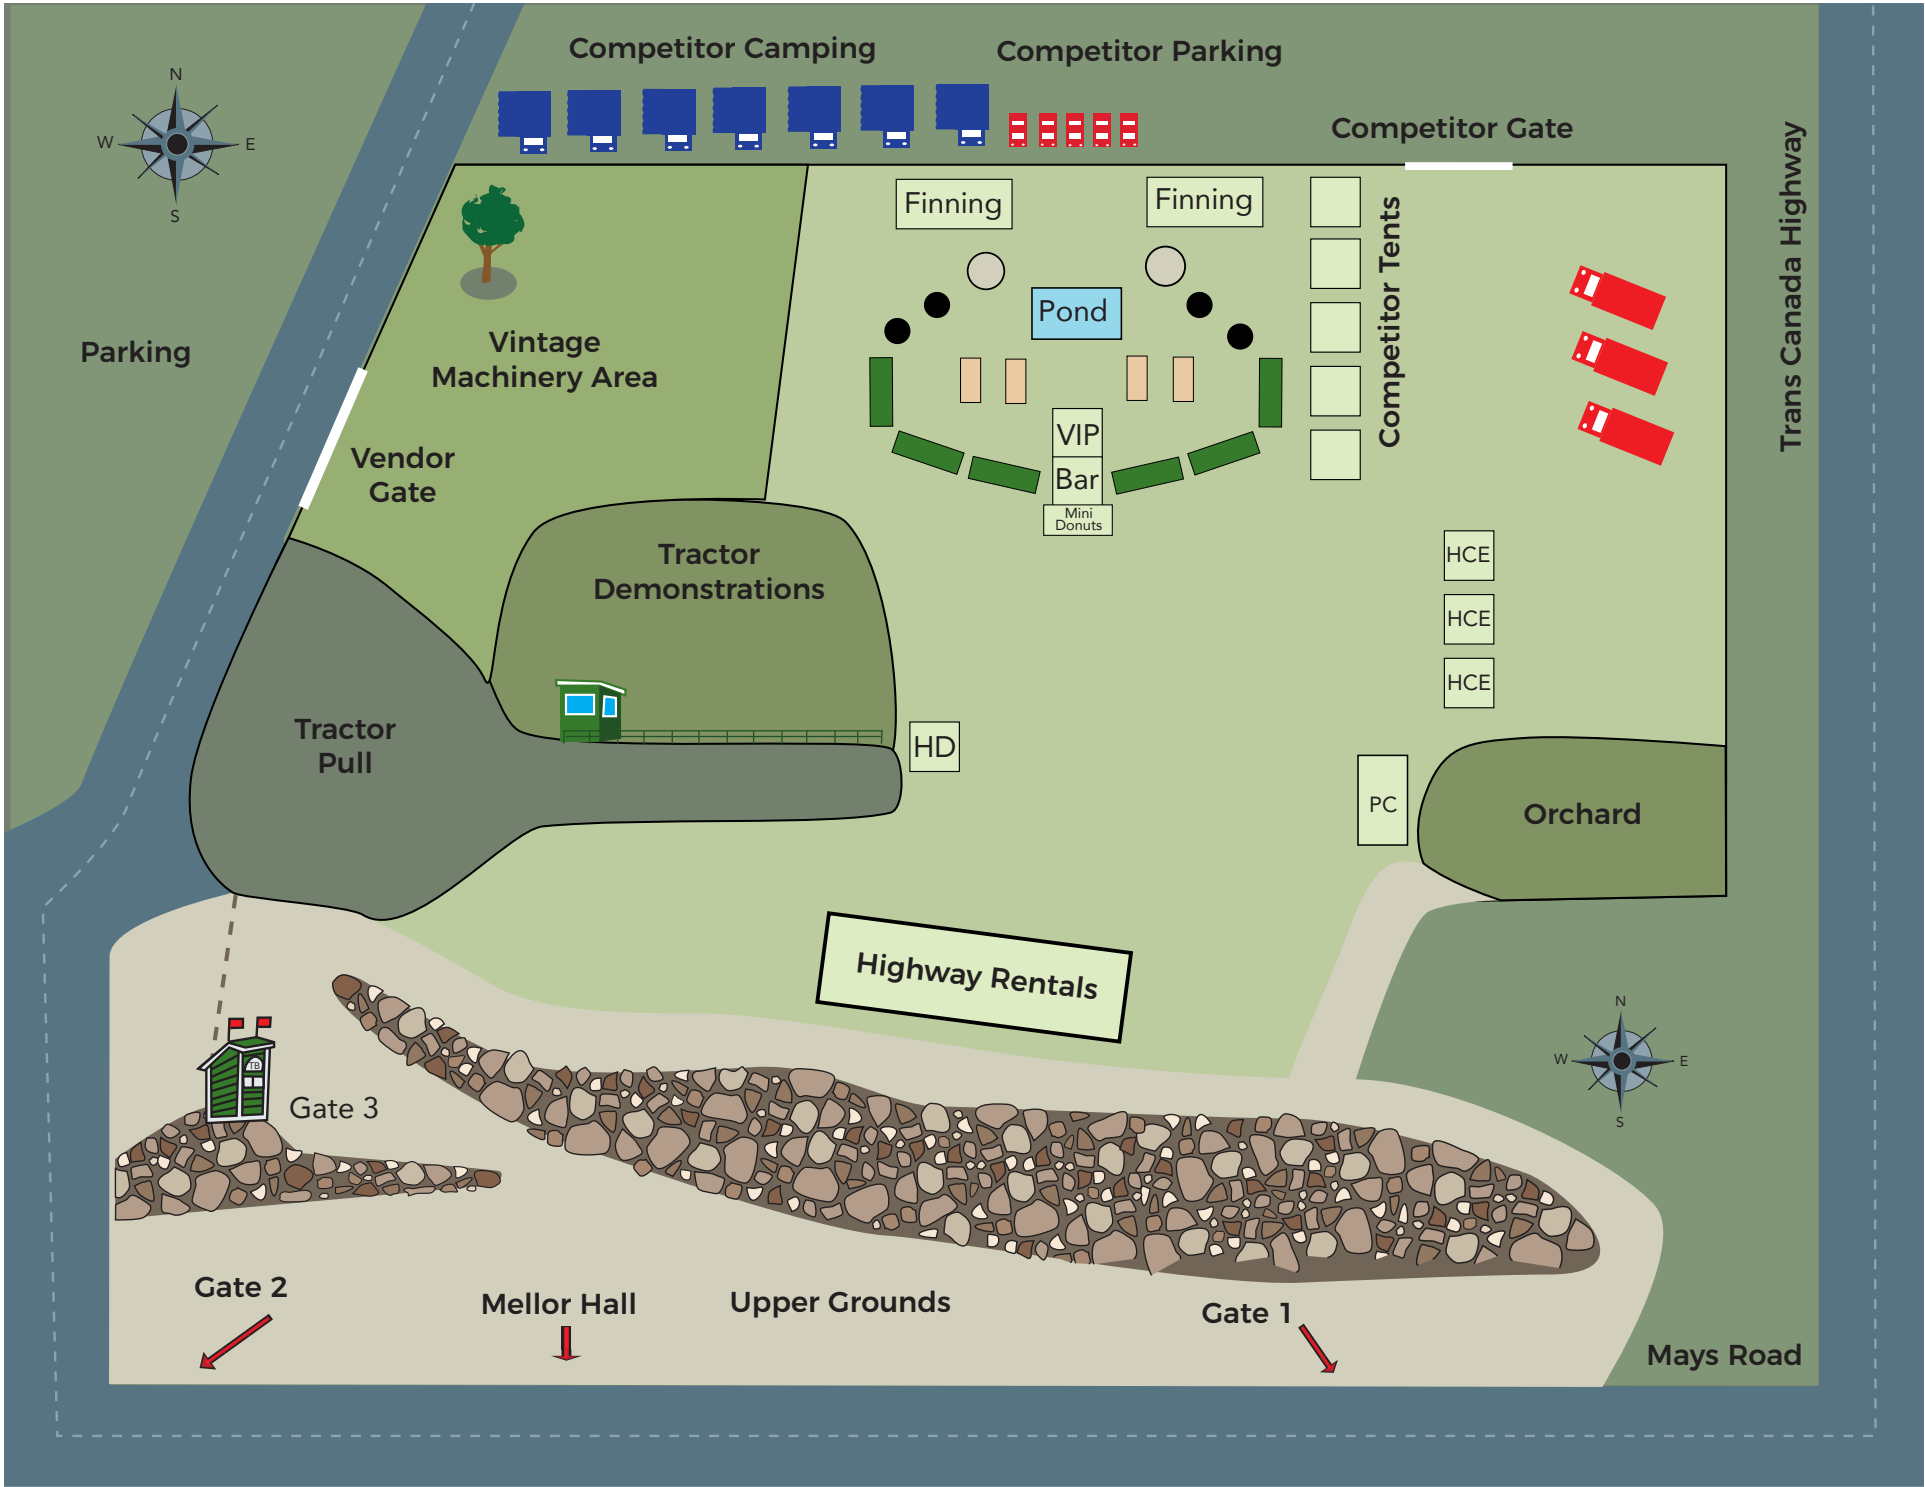 Competitor Camping
Competitor Parking
N
W
E
S
Competitor Gate
Trans Canada Highway
Finning
Finning
Competitor Tents
Pond
Parking
Vintage
Machinery Area
Vendor
Gate
VIP
Bar
Mini
Donuts
Tractor
Demonstrations
HCE
HCE
HCE
Tractor
Pull
HD
PC
Orchard
Highway Rentals
N
W
E
S
TB
Gate 3
Gate 2
Mellor Hall
Upper Grounds
Gate 1
Mays Road